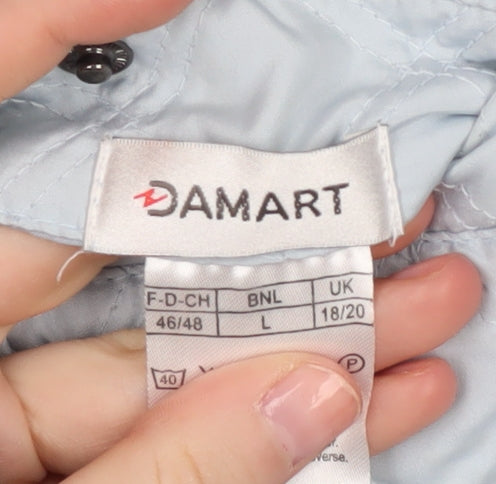 DAMART
F-D-CH BNL UK
46/48 L 18/20
40 P
verse.